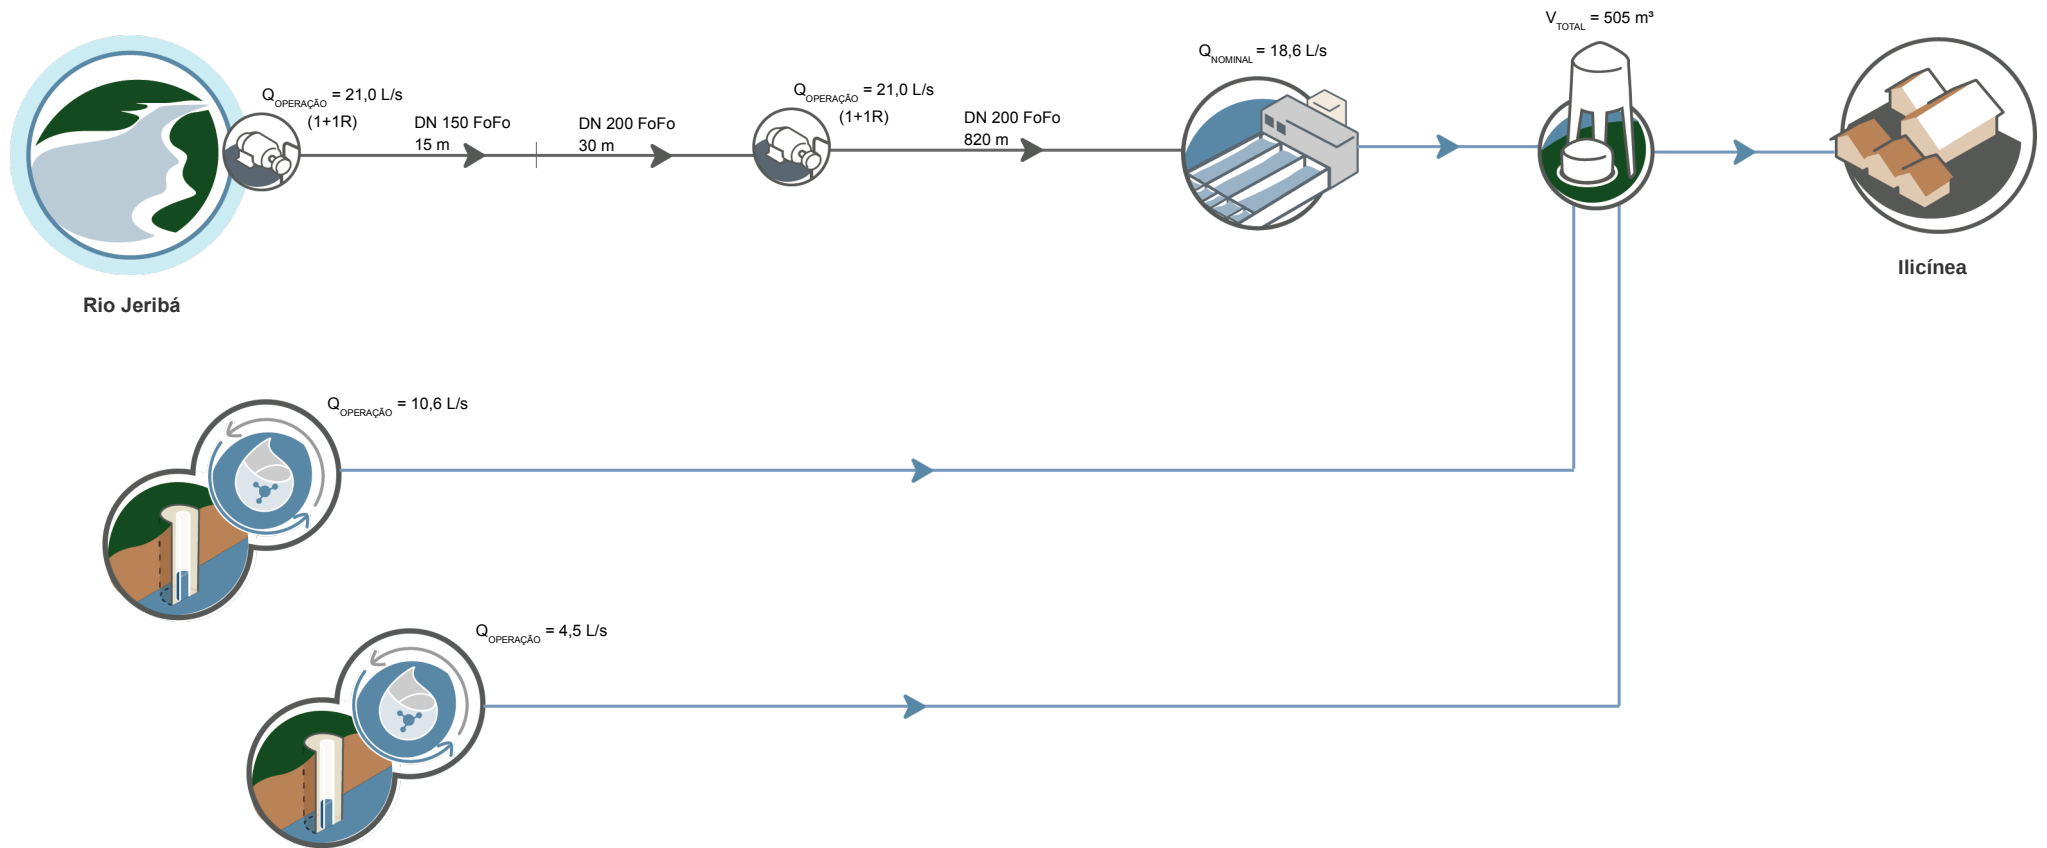 V_TOTAL = 505 m³
Q_NOMINAL = 18,6 L/s
Q_OPERAÇÃO = 21,0 L/s
(1+1R)
DN 150 FoFo
15 m
DN 200 FoFo
30 m
Q_OPERAÇÃO = 21,0 L/s
(1+1R)
DN 200 FoFo
820 m
Ilicínea
Rio Jeribá
Q_OPERAÇÃO = 10,6 L/s
Q_OPERAÇÃO = 4,5 L/s